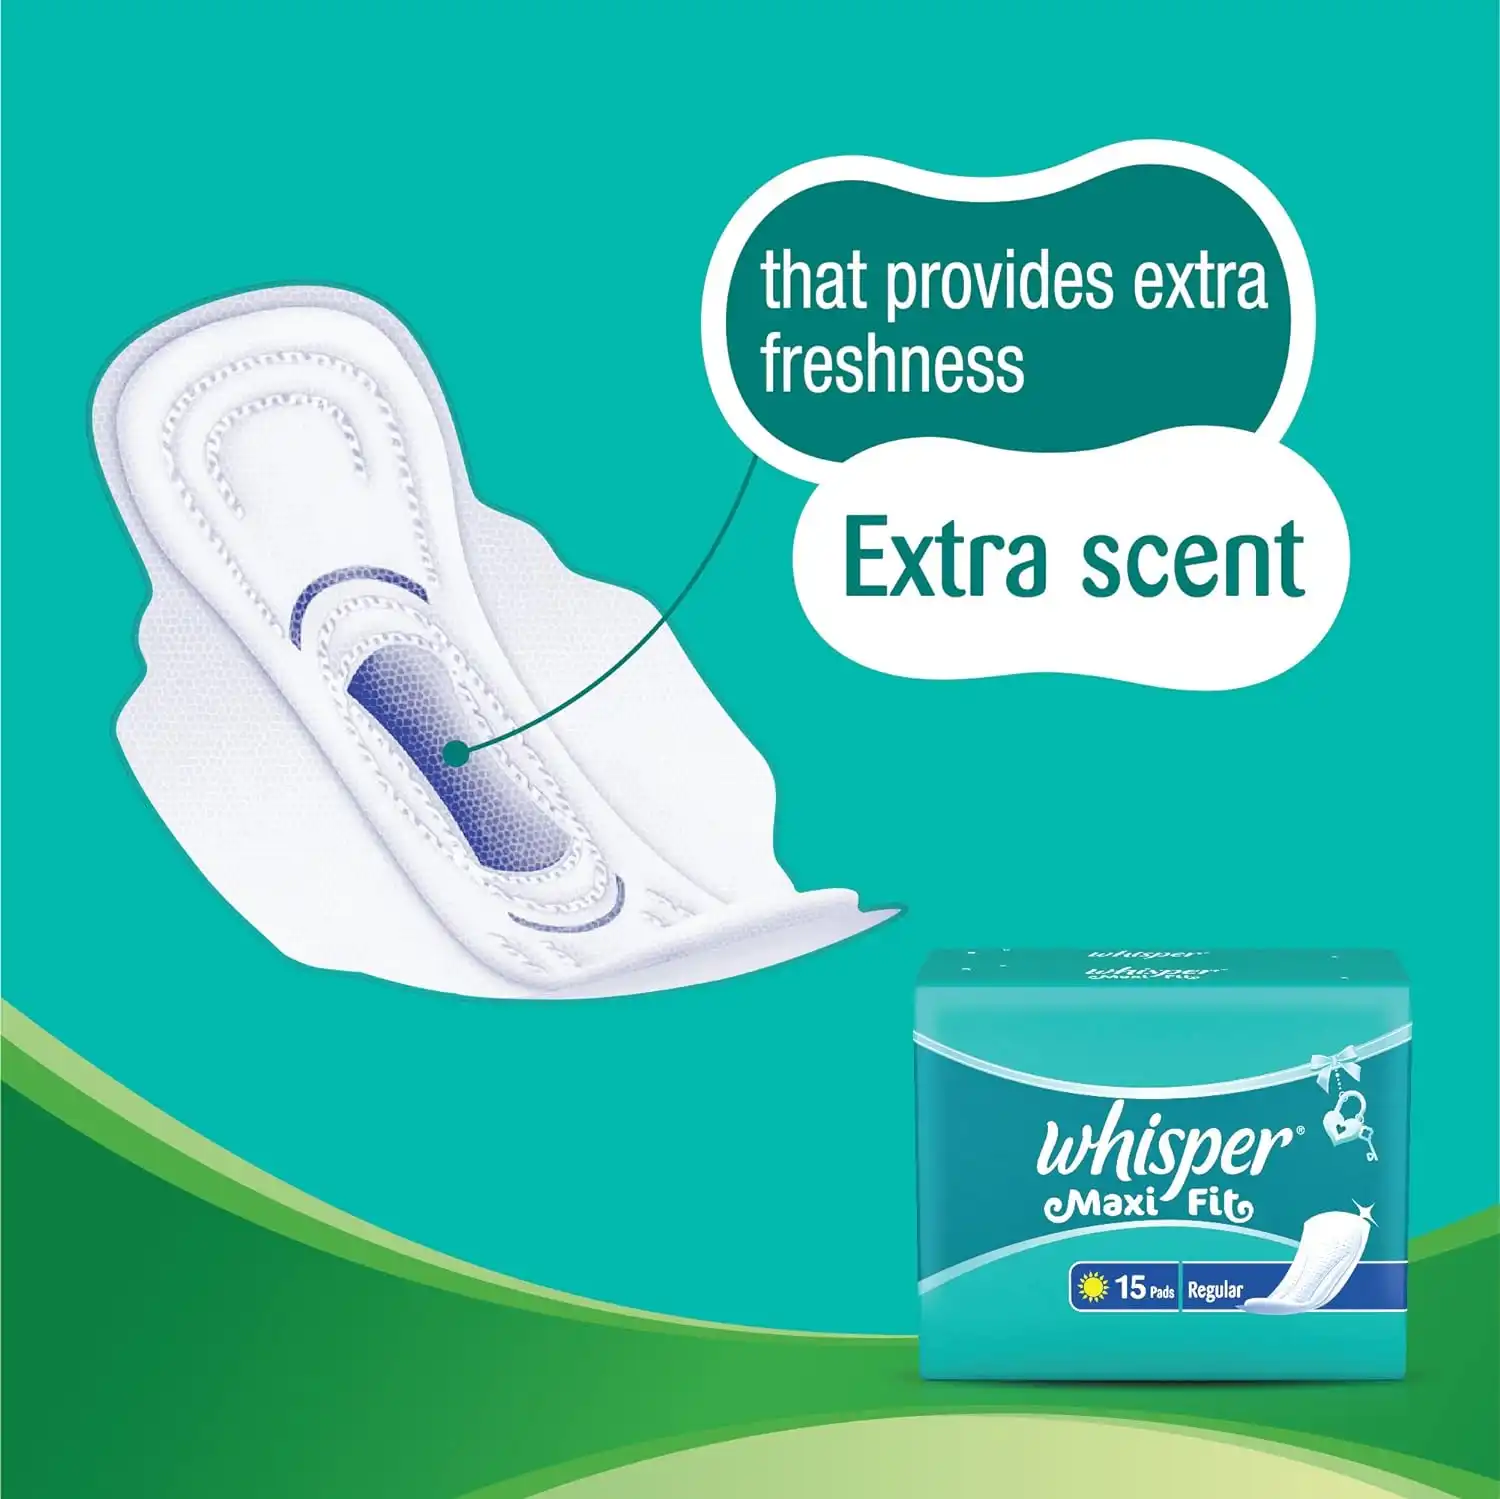 that provides extra
freshness
Extra scent
whisper
whisper
Maxi Fit
whisper®
Maxi Fit
15 Pads Regular